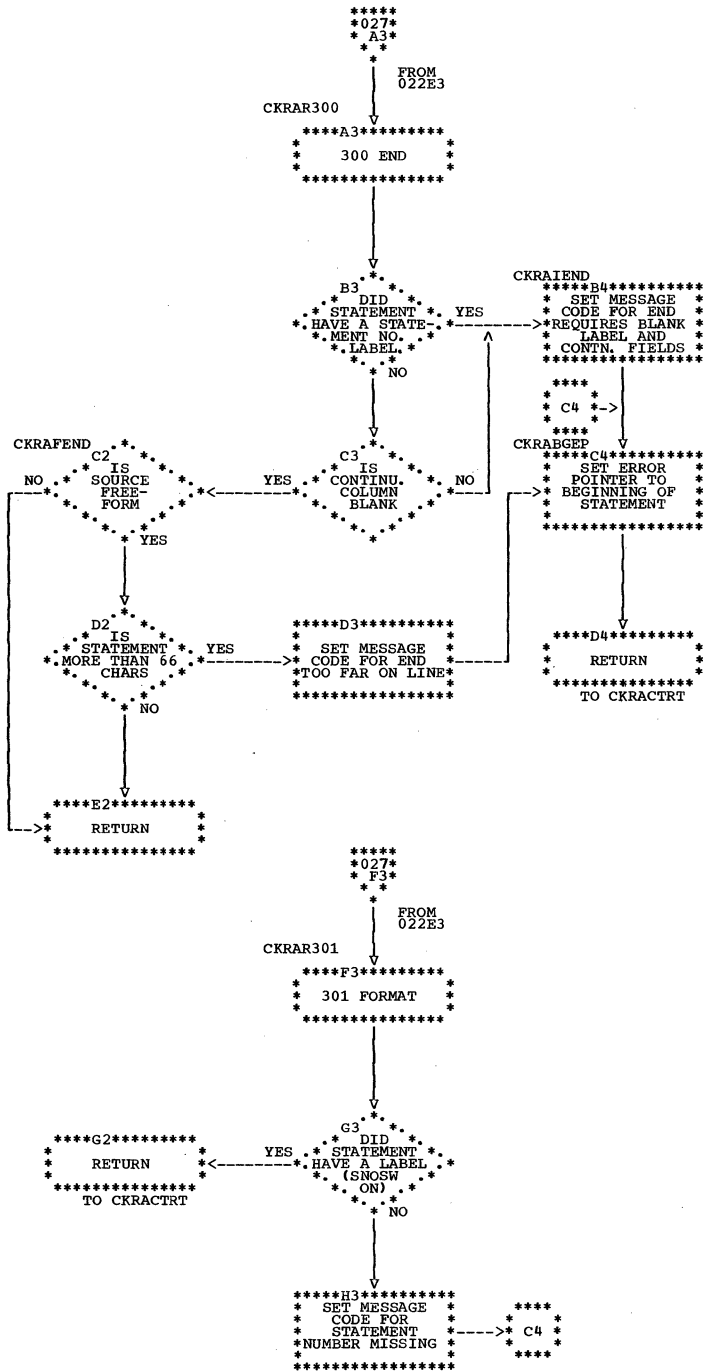 027
A3
FROM
022E3
CKRAR300
A3
300 END
B3
DID
STATEMENT
HAVE A STATE-
MENT NO.
LABEL.
YES
NO
CKRAIEND
B4
SET MESSAGE
CODE FOR END
REQUIRES BLANK
LABEL AND
CONTN. FIELDS
C4
CKRAFEND
C2
IS
SOURCE
FREE-
FORM
NO
YES
YES
C3
IS
CONTINU.
COLUMN
BLANK
NO
CKRABGEP
C4
SET ERROR
POINTER TO
BEGINNING OF
STATEMENT
D2
IS
STATEMENT
MORE THAN 66
CHARS
YES
NO
D3
SET MESSAGE
CODE FOR END
TOO FAR ON LINE
D4
RETURN
TO CKRACTRT
E2
RETURN
027
F3
FROM
022E3
CKRAR301
F3
301 FORMAT
G2
RETURN
TO CKRACTRT
YES
G3
DID
STATEMENT
HAVE A LABEL
(SNOSW
ON)
NO
H3
SET MESSAGE
CODE FOR
STATEMENT
NUMBER MISSING
C4